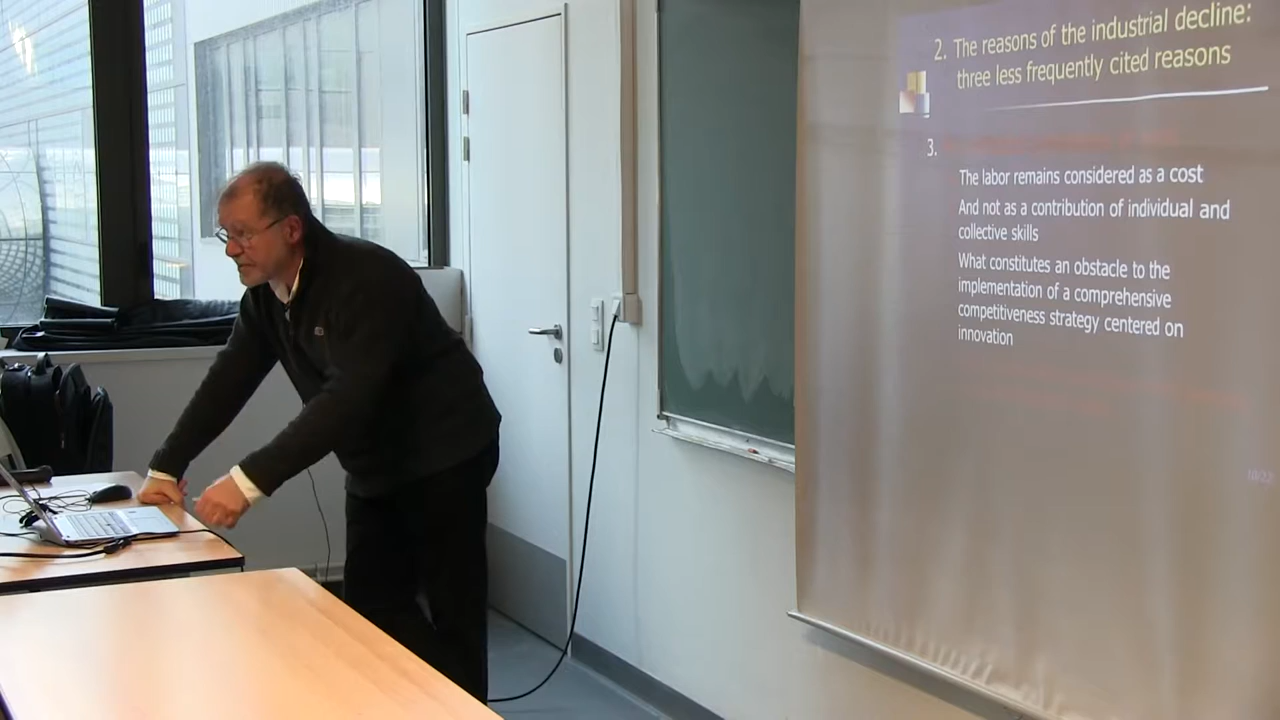 2. The reasons of the industrial decline:
three less frequently cited reasons
3.
The labor remains considered as a cost
And not as a contribution of individual and
collective skills
What constitutes an obstacle to the
implementation of a comprehensive
competitiveness strategy centered on
innovation